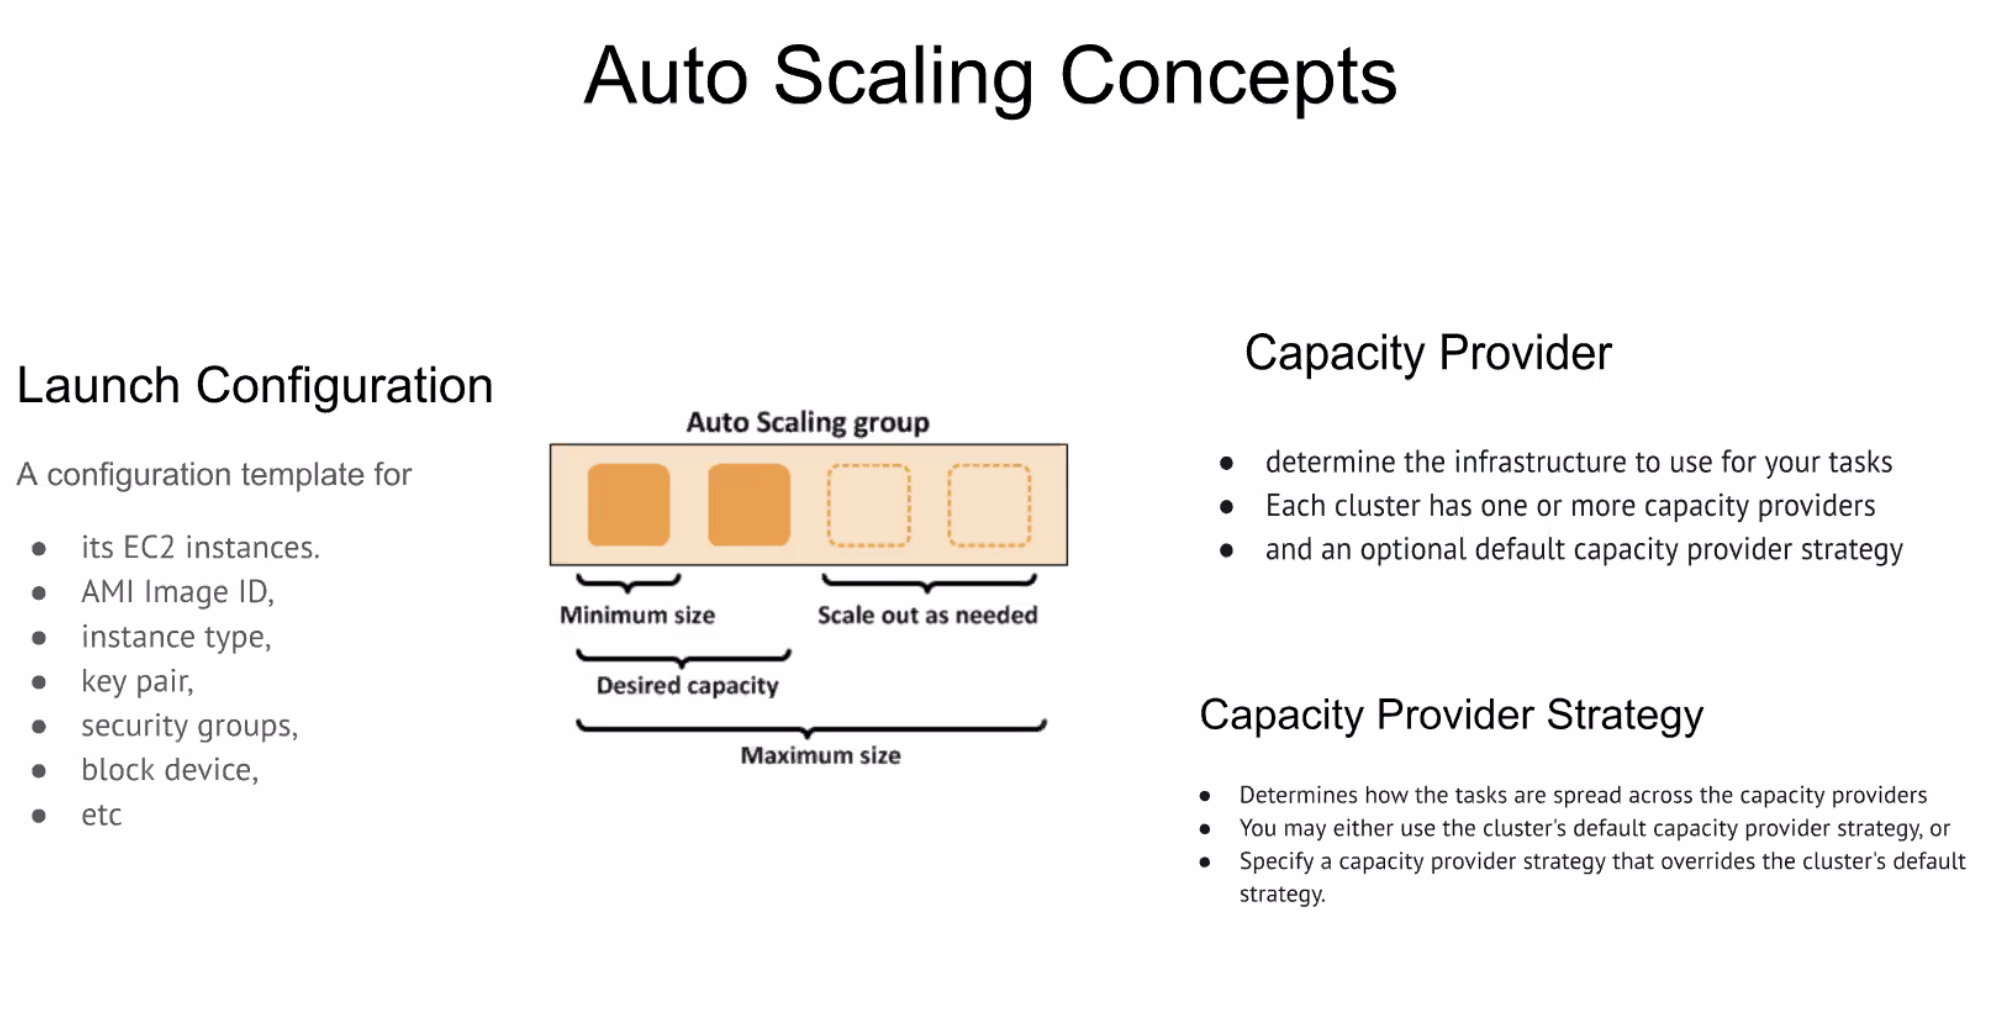 Auto Scaling Concepts
Launch Configuration
A configuration template for
● its EC2 instances.
● AMI Image ID,
● instance type,
● key pair,
● security groups,
● block device,
● etc
Auto Scaling group
Minimum size
Scale out as needed
Desired capacity
Maximum size
Capacity Provider
● determine the infrastructure to use for your tasks
● Each cluster has one or more capacity providers
● and an optional default capacity provider strategy
Capacity Provider Strategy
● Determines how the tasks are spread across the capacity providers
● You may either use the cluster's default capacity provider strategy, or
● Specify a capacity provider strategy that overrides the cluster's default
strategy.